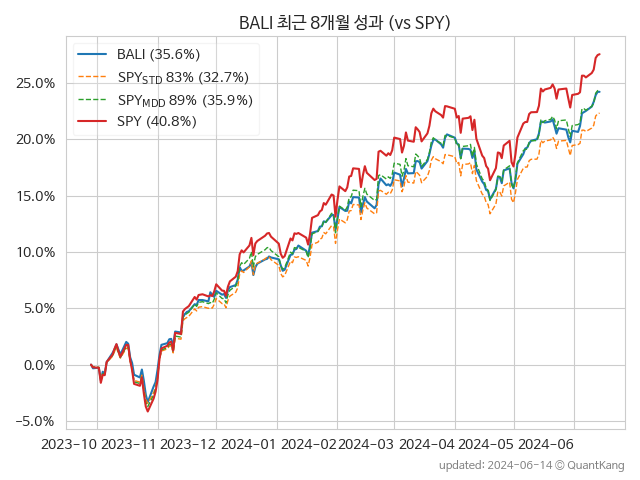 BALI 최근 8개월 성과 (vs SPY)
BALI (35.6%)
SPY_STD 83% (32.7%)
SPY_MDD 89% (35.9%)
SPY (40.8%)
25.0%
20.0%
15.0%
10.0%
5.0%
0.0%
−5.0%
2023-10 2023-11 2023-12 2024-01 2024-02 2024-03 2024-04 2024-05 2024-06
updated: 2024-06-14 © QuantKang